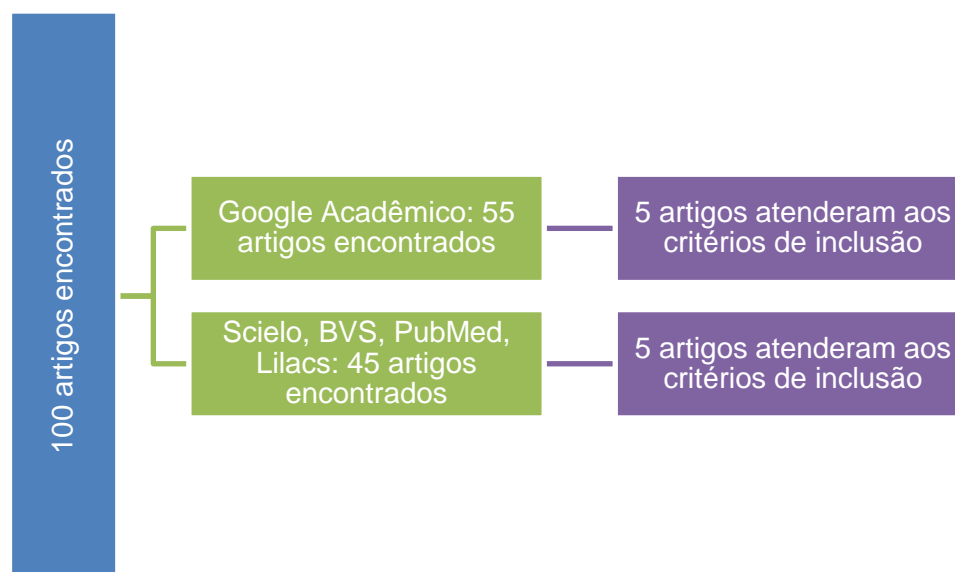 100 artigos encontrados
Google Acadêmico: 55
artigos encontrados
5 artigos atenderam aos
critérios de inclusão
Scielo, BVS, PubMed,
Lilacs: 45 artigos
encontrados
5 artigos atenderam aos
critérios de inclusão